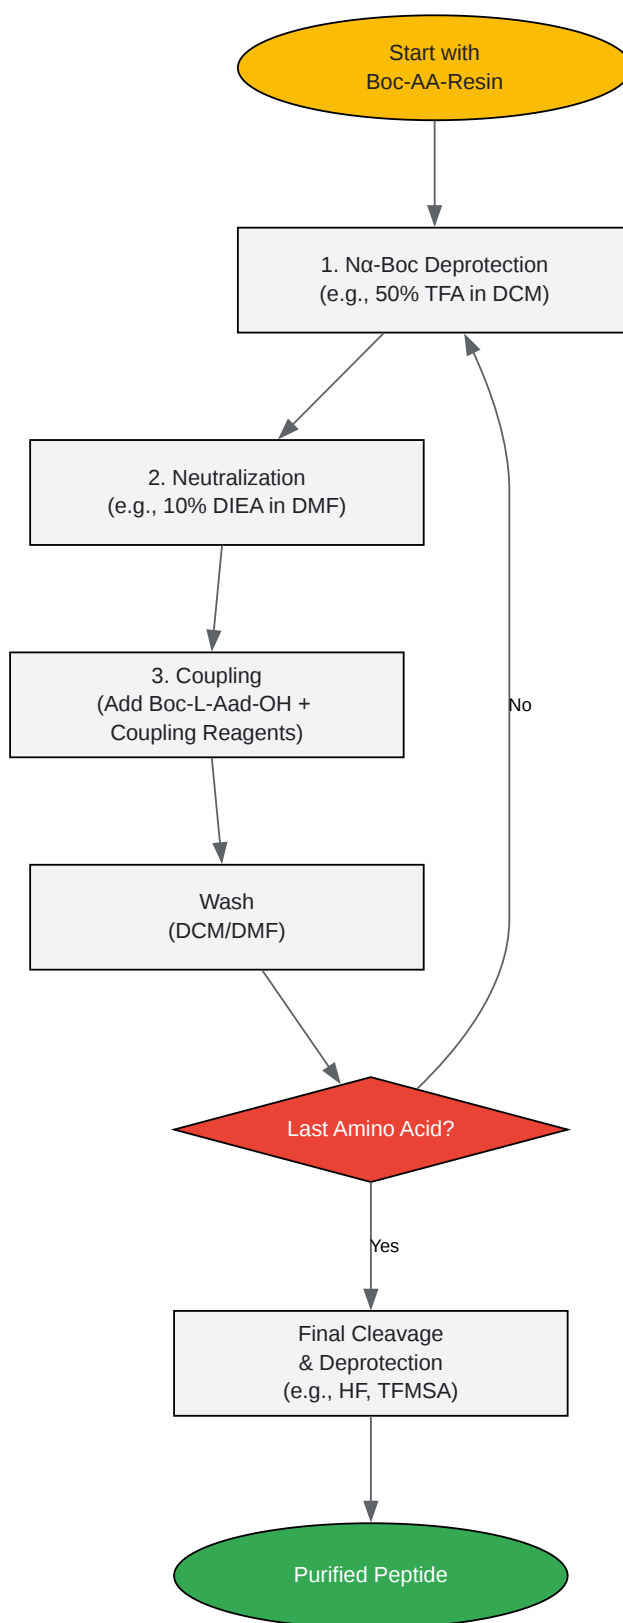 Start with
Boc-AA-Resin
1. Nα-Boc Deprotection
(e.g., 50% TFA in DCM)
2. Neutralization
(e.g., 10% DIEA in DMF)
3. Coupling
(Add Boc-L-Aad-OH +
Coupling Reagents)
No
Wash
(DCM/DMF)
Last Amino Acid?
Yes
Final Cleavage
& Deprotection
(e.g., HF, TFMSA)
Purified Peptide